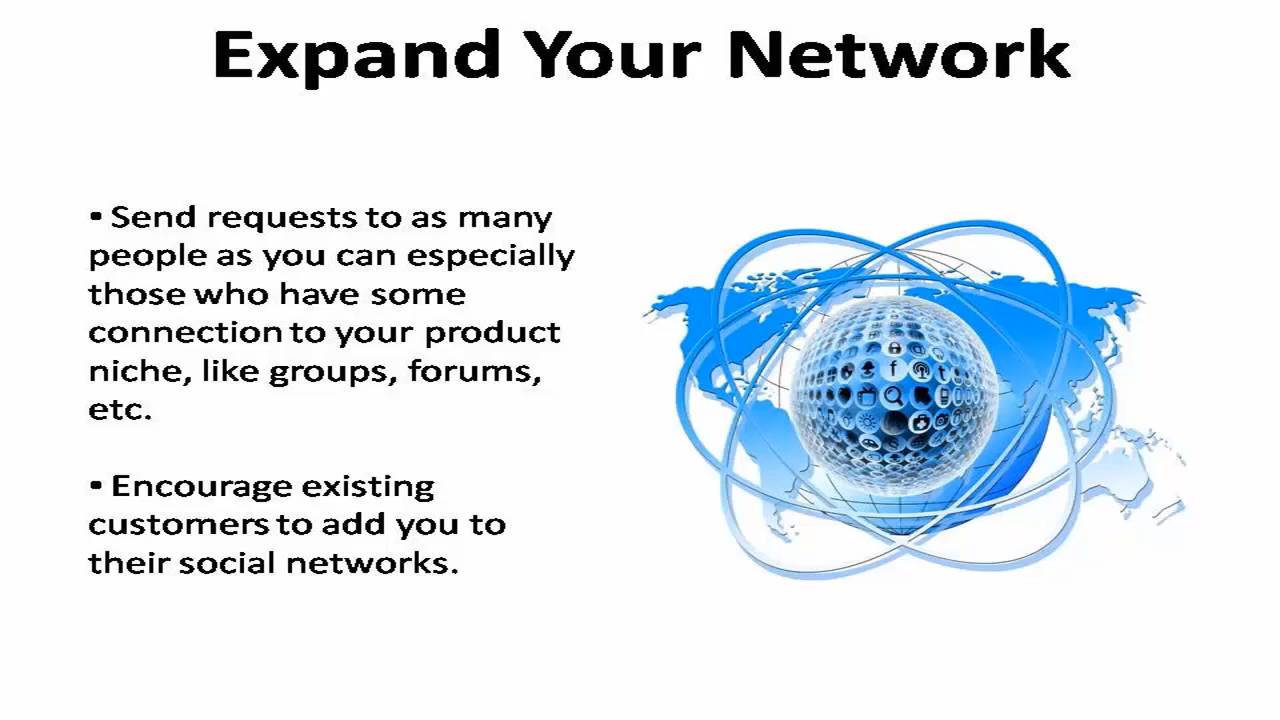 Expand Your Network
• Send requests to as many
people as you can especially
those who have some
connection to your product
niche, like groups, forums,
etc.
• Encourage existing
customers to add you to
their social networks.